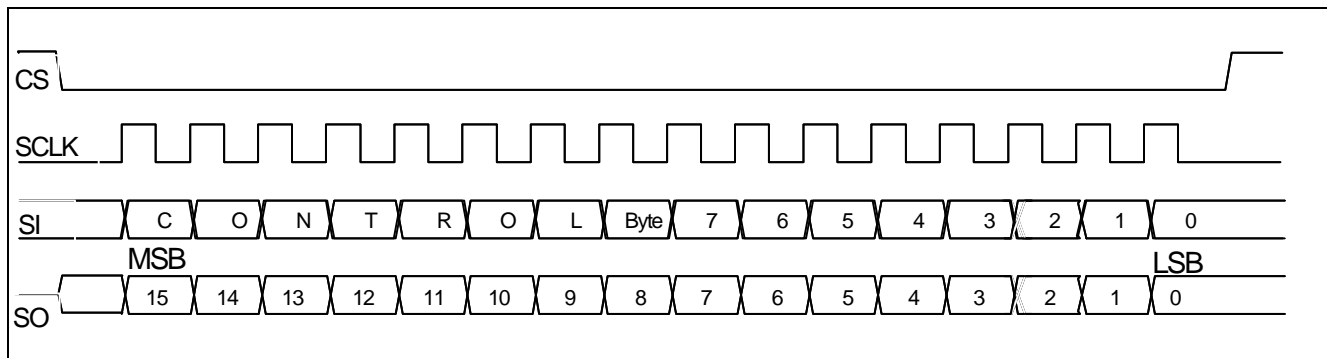 CS
SCLK
SI C O N T R O L Byte 7 6 5 4 3 2 1 0
MSB LSB
SO 15 14 13 12 11 10 9 8 7 6 5 4 3 2 1 0